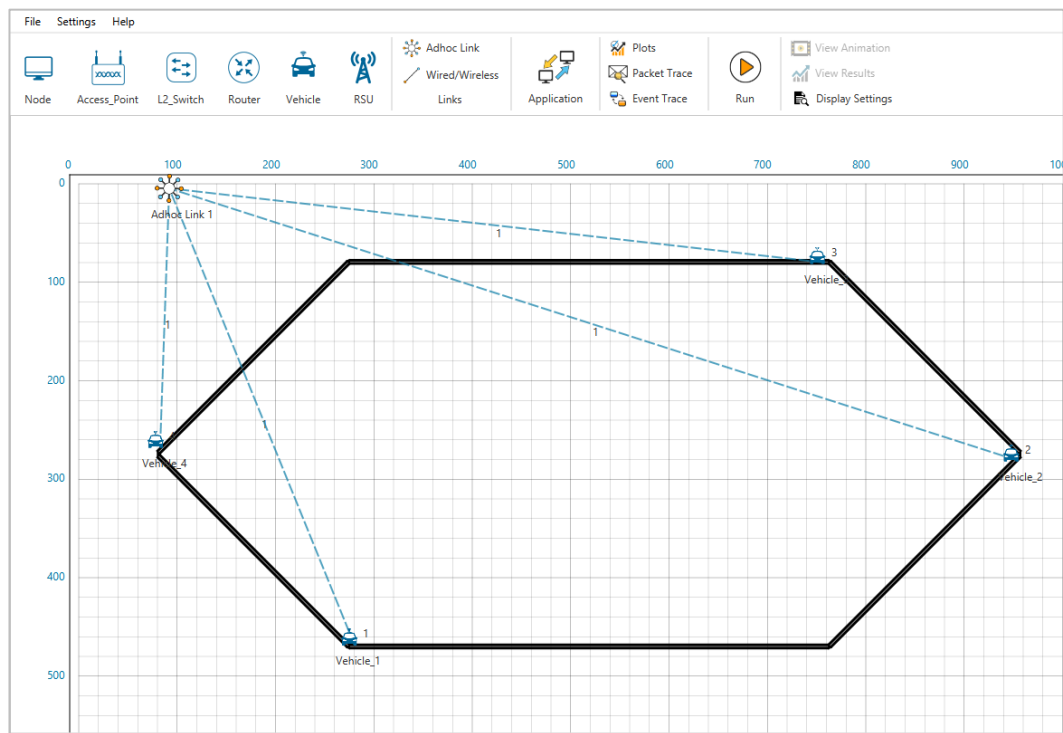 File Settings Help
Adhoc Link
Wired/Wireless
Links
Plots
Packet Trace
Event Trace
View Animation
View Results
Display Settings
Node Access_Point L2_Switch Router Vehicle RSU Application Run
0 100 200 300 400 500 600 700 800 900 100
0
Adhoc Link 1
1
3
Vehicle_
100
1
1
200
1
Vehicle_4
2
Vehicle_2
300
400
1
Vehicle_1
500